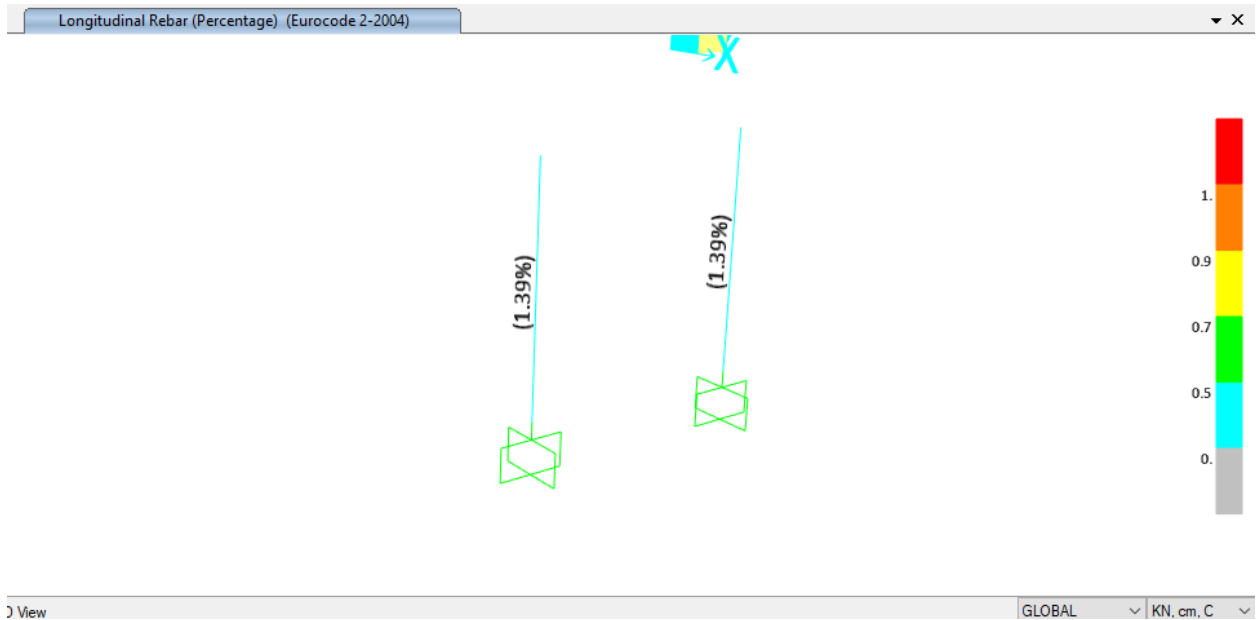 Longitudinal Rebar (Percentage) (Eurocode 2-2004)
X
(1.39%)
(1.39%)
1.
0.9
0.7
0.5
0.
D View
GLOBAL
KN, cm, C